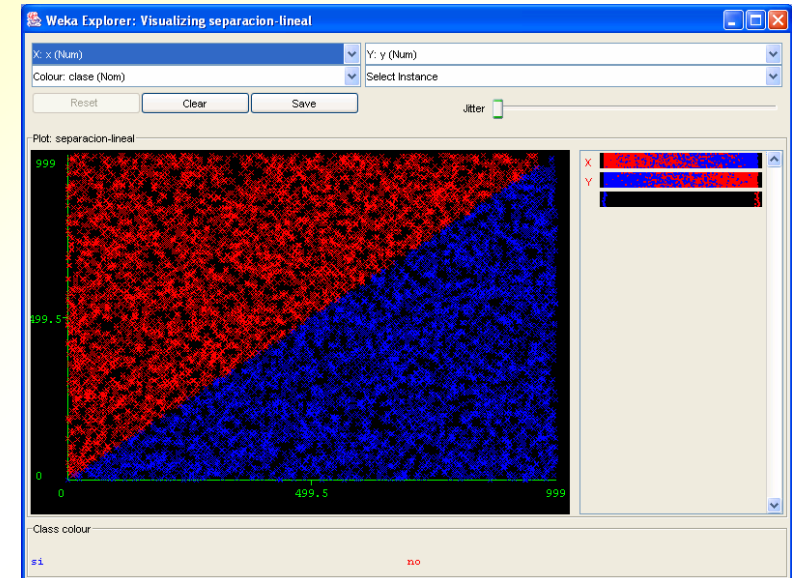 Weka Explorer: Visualizing separacion-lineal
X: x (Num) Y: y (Num)
Colour: clase (Nom) Select Instance
Reset Clear Save Jitter
Plot: separacion-lineal
999
499.5
0
0 499.5 999
X
Y
Class colour
si no